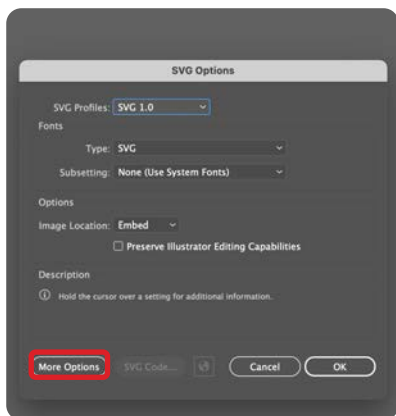 SVG Options
SVG Profiles: SVG 1.0
Fonts
Type: SVG
Subsetting: None (Use System Fonts)
Options
Image Location: Embed
Preserve Illustrator Editing Capabilities
Description
Hold the cursor over a setting for additional information.
More Options SVG Code... Cancel OK